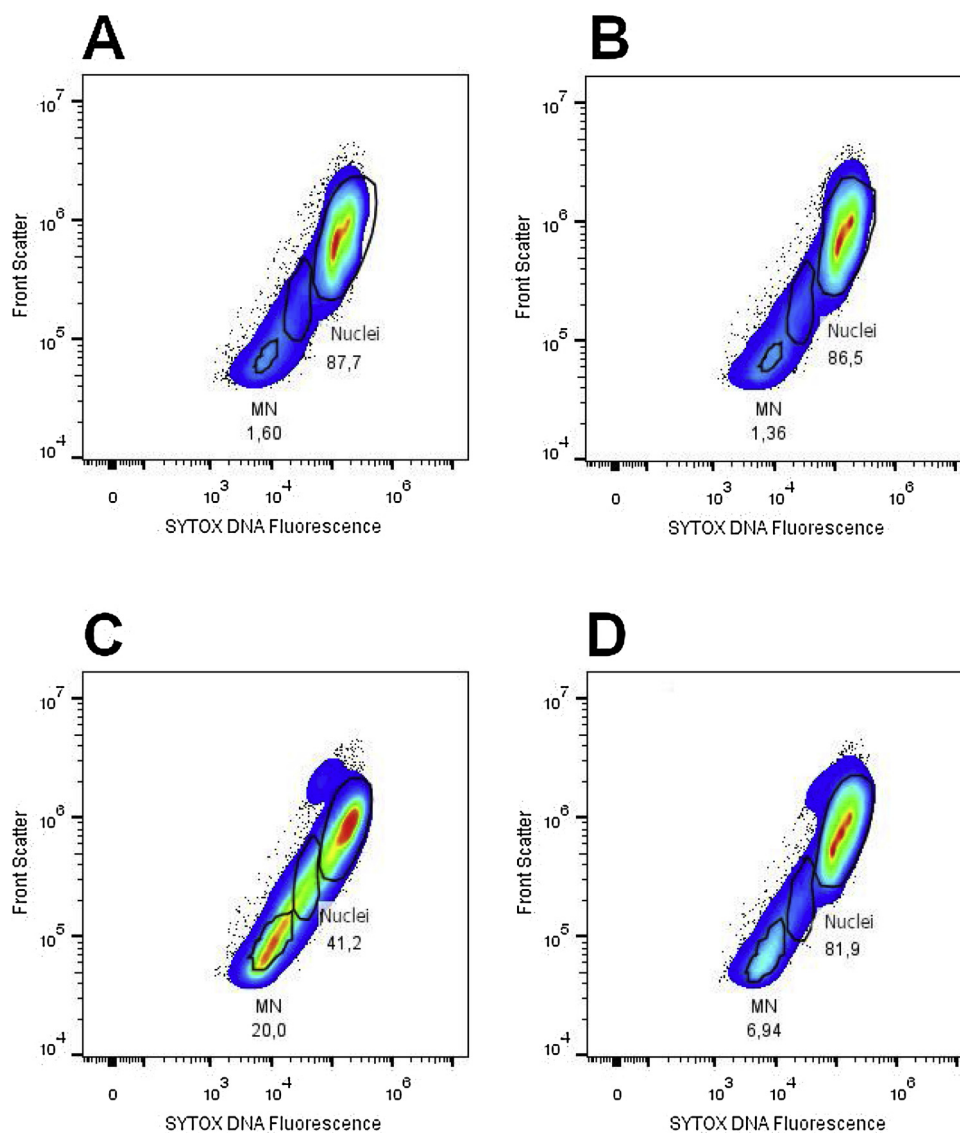 A
B
10⁷
10⁶
10⁵
10⁴
Front Scatter
Nuclei
87,7
MN
1,60
0
10³
10⁴
10⁶
SYTOX DNA Fluorescence
10⁷
10⁶
10⁵
10⁴
Front Scatter
Nuclei
86,5
MN
1,36
0
10³
10⁴
10⁶
SYTOX DNA Fluorescence
C
D
10⁷
10⁶
10⁵
10⁴
Front Scatter
Nuclei
41,2
MN
20,0
0
10³
10⁴
10⁶
SYTOX DNA Fluorescence
10⁷
10⁶
10⁵
10⁴
Front Scatter
Nuclei
81,9
MN
6,94
0
10³
10⁴
10⁶
SYTOX DNA Fluorescence